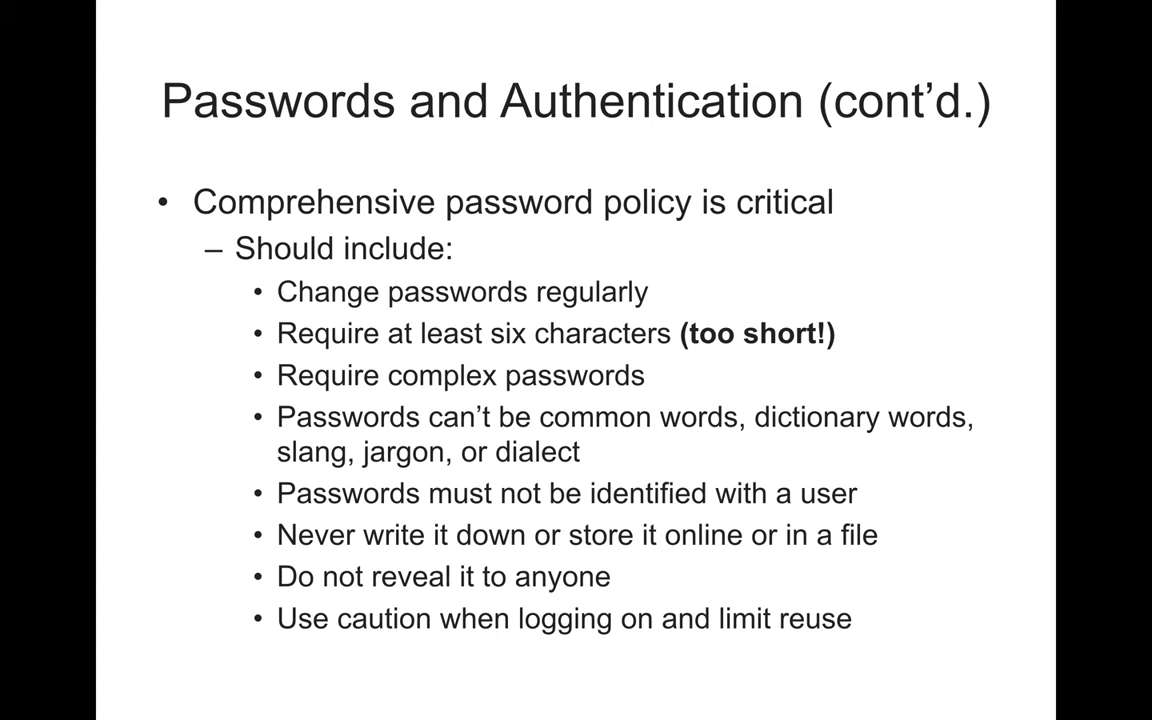 Passwords and Authentication (cont’d.)
• Comprehensive password policy is critical
– Should include:
• Change passwords regularly
• Require at least six characters (too short!)
• Require complex passwords
• Passwords can’t be common words, dictionary words,
slang, jargon, or dialect
• Passwords must not be identified with a user
• Never write it down or store it online or in a file
• Do not reveal it to anyone
• Use caution when logging on and limit reuse